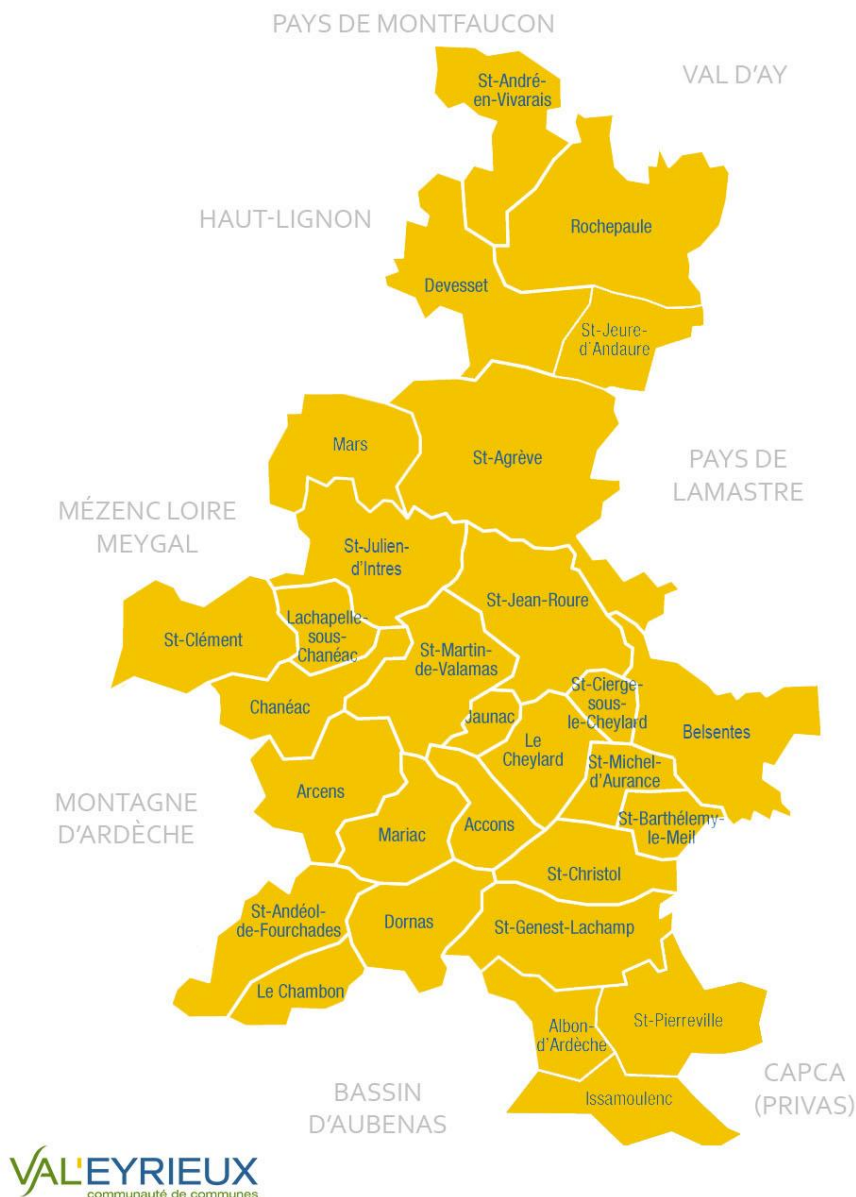 PAYS DE MONTFAUCON
VAL D'AY
St-André-
en-Vivarais
HAUT-LIGNON
Rochepaule
Devesset
St-Jeure-
d'Andaure
Mars
St-Agrève
PAYS DE
LAMASTRE
MÉZENC LOIRE
MEYGAL
St-Julien-
d'Intres
St-Jean-Roure
St-Clément
Lachapelle-
sous-
Chanéac
St-Martin-
de-Valamas
St-Cierge-
sous-
le-Cheylard
Chanéac
Jaunac
Belsentes
Le
Cheylard
St-Michel-
d'Aurance
MONTAGNE
D'ARDÈCHE
Arcens
Mariac
Accons
St-Barthélemy-
le-Meil
St-Christol
St-Andéol-
de-Fourchades
Dornas
St-Genest-Lachamp
Le Chambon
Albon-
d'Ardèche
St-Pierreville
BASSIN
D'AUBENAS
Issamoulenc
CAPCA
(PRIVAS)
VAL'EYRIEUX
communauté de communes